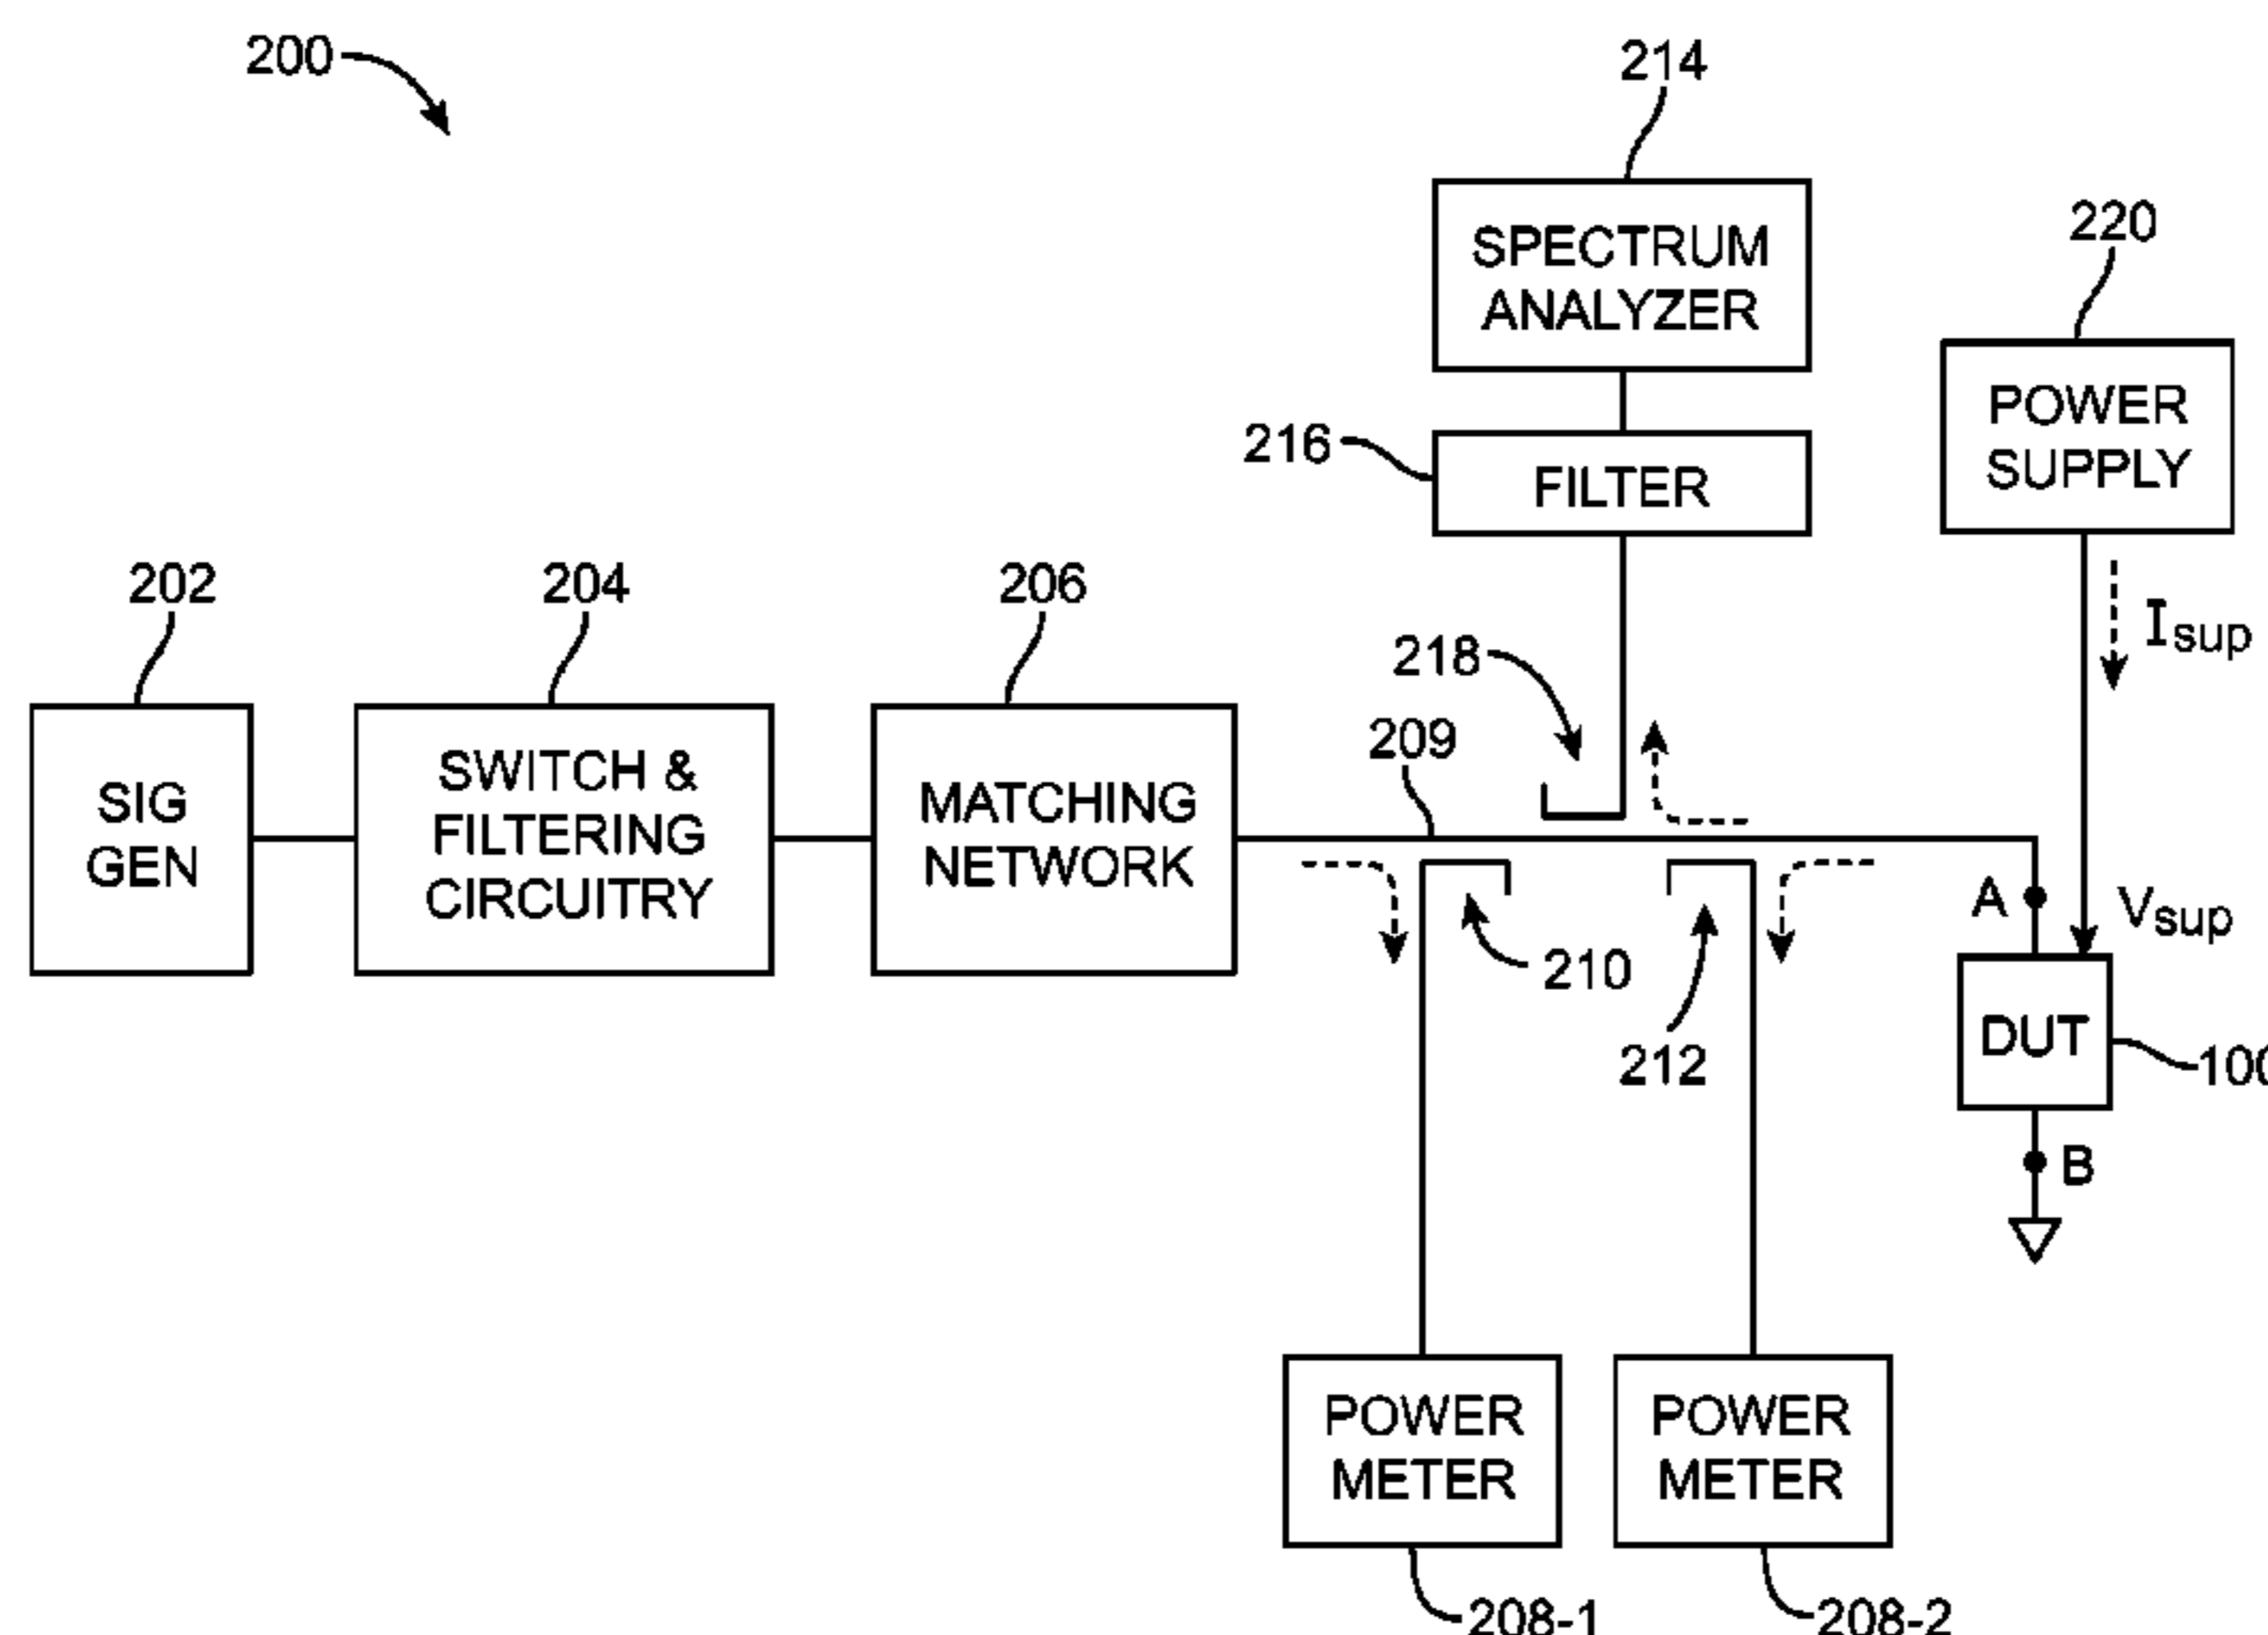 200
214
SPECTRUM
ANALYZER
220
POWER
SUPPLY
216
FILTER
202
204
206
218
209
Isup
SIG
GEN
SWITCH &
FILTERING
CIRCUITRY
MATCHING
NETWORK
210
212
A
Vsup
DUT
100
B
POWER
METER
POWER
METER
208-1
208-2